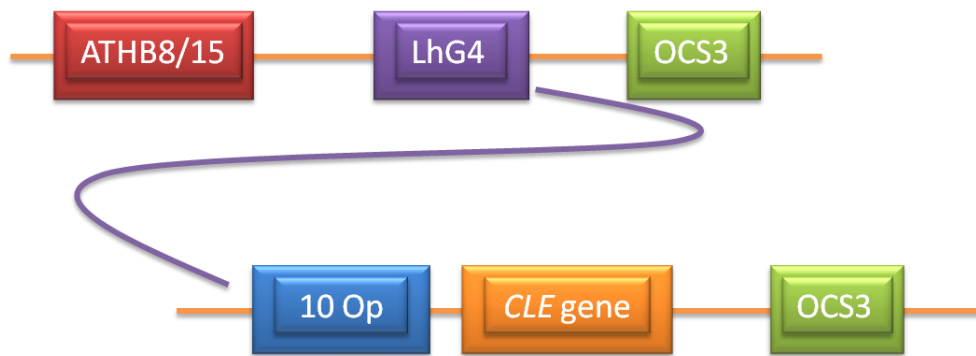 ATHB8/15
LhG4
OCS3
10 Op
CLE gene
OCS3